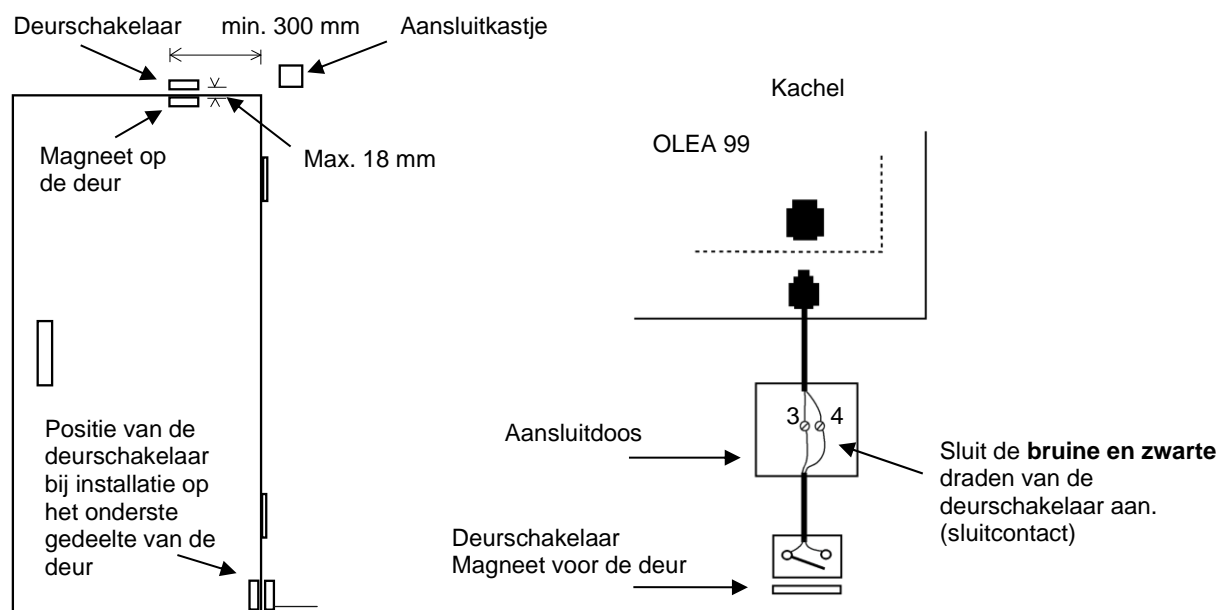 Deurschakelaar
min. 300 mm
Aansluitkastje
Magneet op
de deur
Max. 18 mm
Positie van de
deurschakelaar
bij installatie op
het onderste
gedeelte van de
deur
Kachel
OLEA 99
3 4
Aansluitdoos
Sluit de bruine en zwarte
draden van de
deurschakelaar aan.
(sluitcontact)
Deurschakelaar
Magneet voor de deur